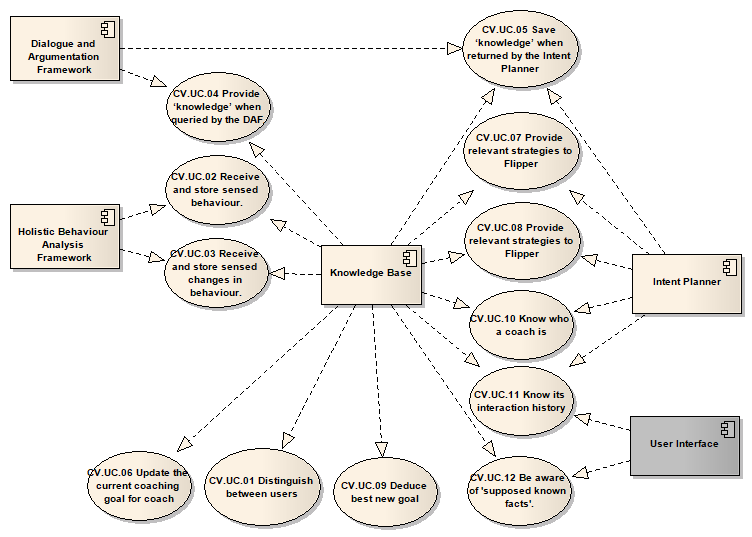 Dialogue and
Argumentation
Framework
CV.UC.05 Save
‘knowledge’ when
returned by the Intent
Planner
CV.UC.04 Provide
‘knowledge’ when
queried by the DAF.
CV.UC.07 Provide
relevant strategies to
Flipper
CV.UC.02 Receive
and store sensed
behaviour.
Holistic Behaviour
Analysis
Framework
CV.UC.08 Provide
relevant strategies to
Flipper
CV.UC.03 Receive
and store sensed
changes in
behaviour.
Knowledge Base
Intent Planner
CV.UC.10 Know who
a coach is
CV.UC.11 Know its
interaction history
User Interface
CV.UC.06 Update the
current coaching
goal for coach
CV.UC.01 Distinguish
between users
CV.UC.09 Deduce
best new goal
CV.UC.12 Be aware
of 'supposed known
facts'.